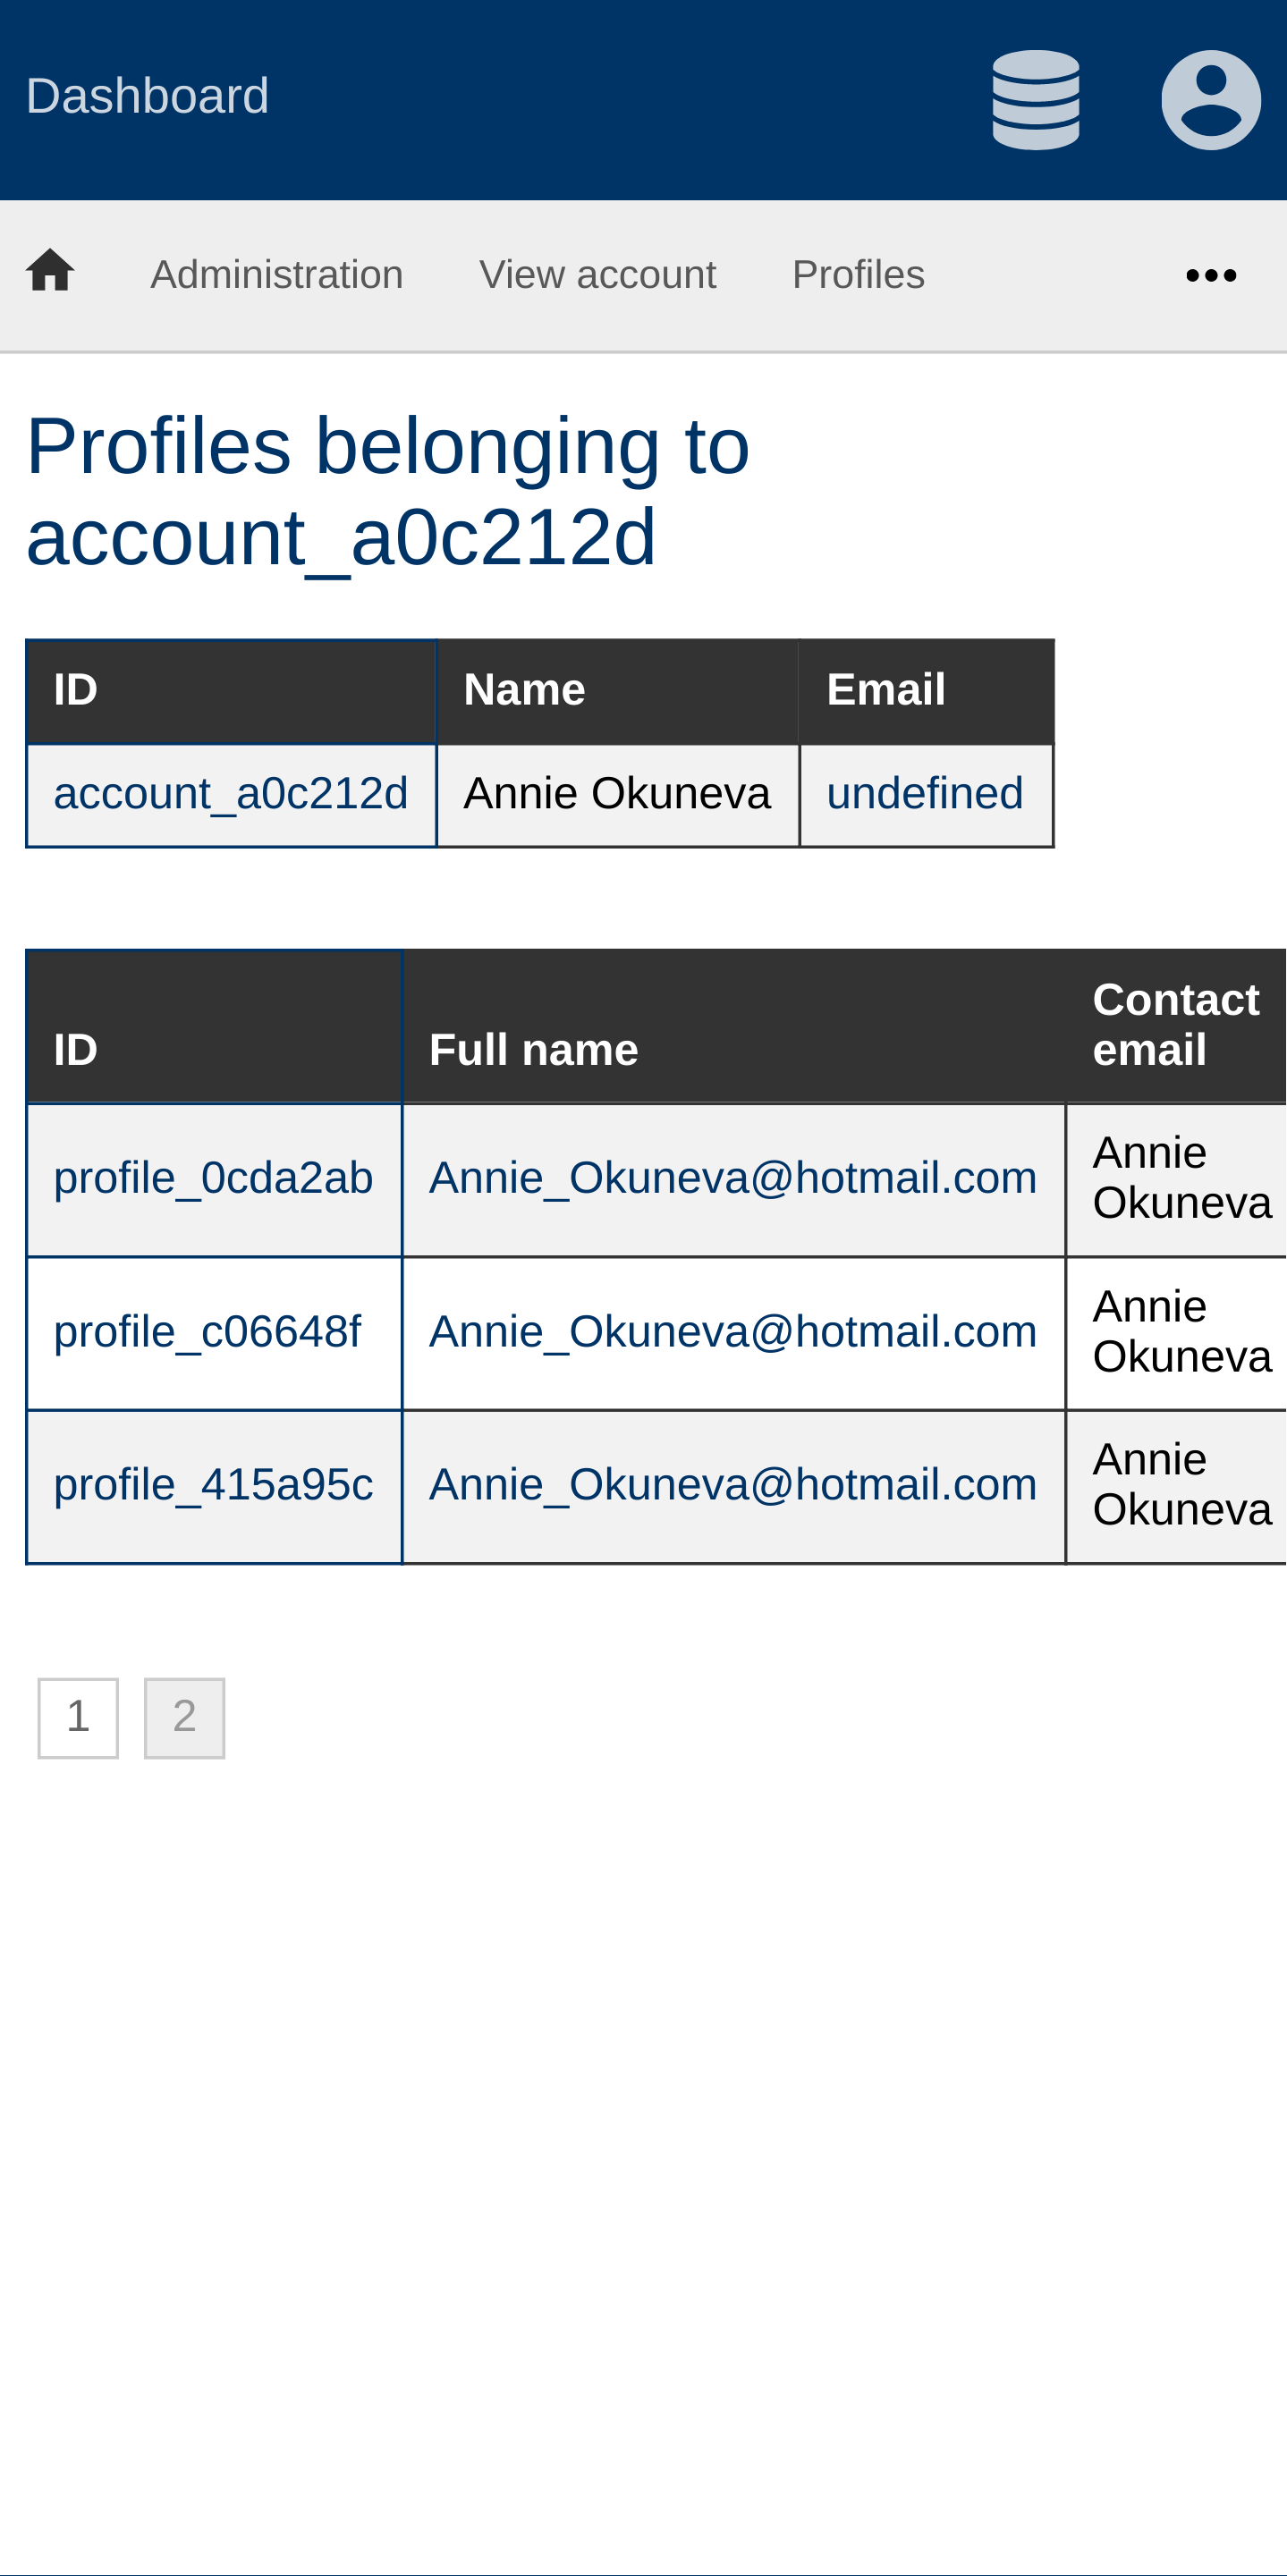 Dashboard
Administration View account Profiles
Profiles belonging to
account_a0c212d
ID Name Email
account_a0c212d Annie Okuneva undefined
Contact
ID Full name email
profile_0cda2ab Annie_Okuneva@hotmail.com Annie
Okuneva
profile_c06648f Annie_Okuneva@hotmail.com Annie
Okuneva
profile_415a95c Annie_Okuneva@hotmail.com Annie
Okuneva
1 2